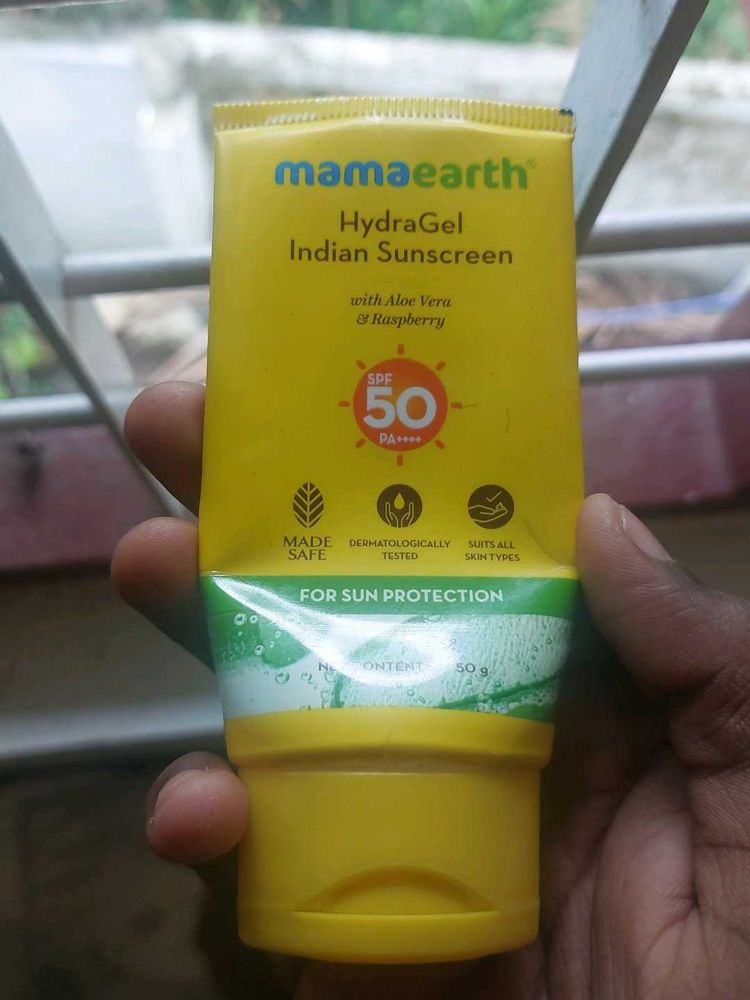 mamaearth®
HydraGel
Indian Sunscreen
with Aloe Vera
& Raspberry
SPF
50
PA++++
MADE
SAFE
DERMATOLOGICALLY
TESTED
SUITS ALL
SKIN TYPES
FOR SUN PROTECTION
CONTENT 50 g